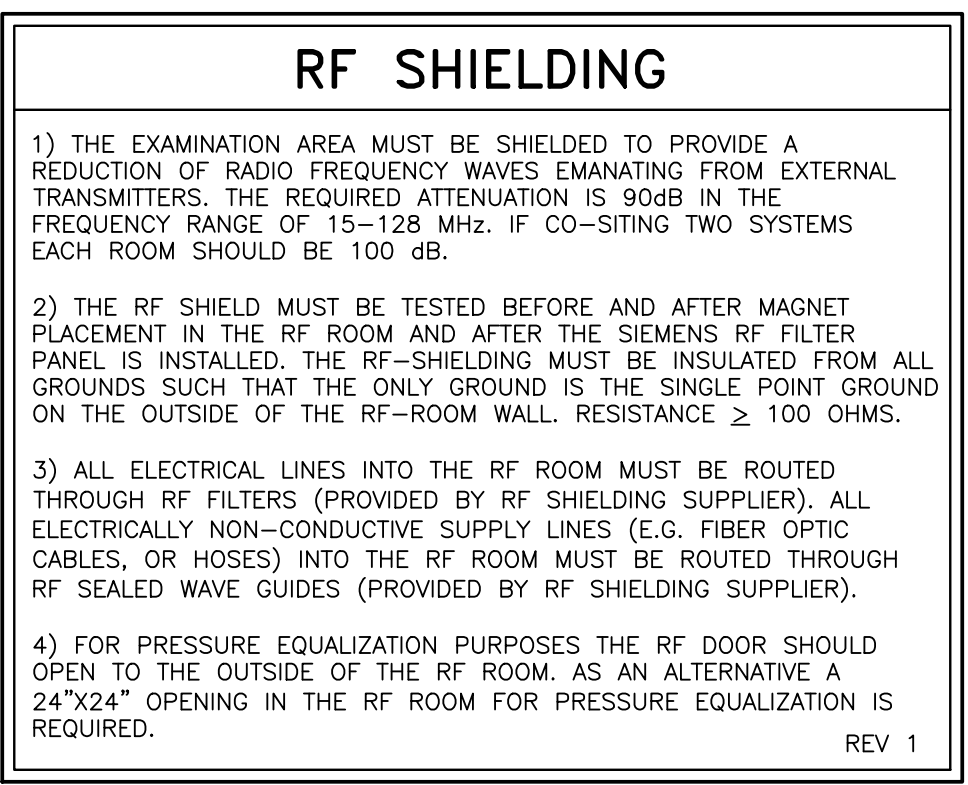 RF SHIELDING
1) THE EXAMINATION AREA MUST BE SHIELDED TO PROVIDE A
REDUCTION OF RADIO FREQUENCY WAVES EMANATING FROM EXTERNAL
TRANSMITTERS. THE REQUIRED ATTENUATION IS 90dB IN THE
FREQUENCY RANGE OF 15-128 MHz. IF CO-SITING TWO SYSTEMS
EACH ROOM SHOULD BE 100 dB.
2) THE RF SHIELD MUST BE TESTED BEFORE AND AFTER MAGNET
PLACEMENT IN THE RF ROOM AND AFTER THE SIEMENS RF FILTER
PANEL IS INSTALLED. THE RF-SHIELDING MUST BE INSULATED FROM ALL
GROUNDS SUCH THAT THE ONLY GROUND IS THE SINGLE POINT GROUND
ON THE OUTSIDE OF THE RF-ROOM WALL. RESISTANCE ≥ 100 OHMS.
3) ALL ELECTRICAL LINES INTO THE RF ROOM MUST BE ROUTED
THROUGH RF FILTERS (PROVIDED BY RF SHIELDING SUPPLIER). ALL
ELECTRICALLY NON-CONDUCTIVE SUPPLY LINES (E.G. FIBER OPTIC
CABLES, OR HOSES) INTO THE RF ROOM MUST BE ROUTED THROUGH
RF SEALED WAVE GUIDES (PROVIDED BY RF SHIELDING SUPPLIER).
4) FOR PRESSURE EQUALIZATION PURPOSES THE RF DOOR SHOULD
OPEN TO THE OUTSIDE OF THE RF ROOM. AS AN ALTERNATIVE A
24"X24" OPENING IN THE RF ROOM FOR PRESSURE EQUALIZATION IS
REQUIRED.
REV 1